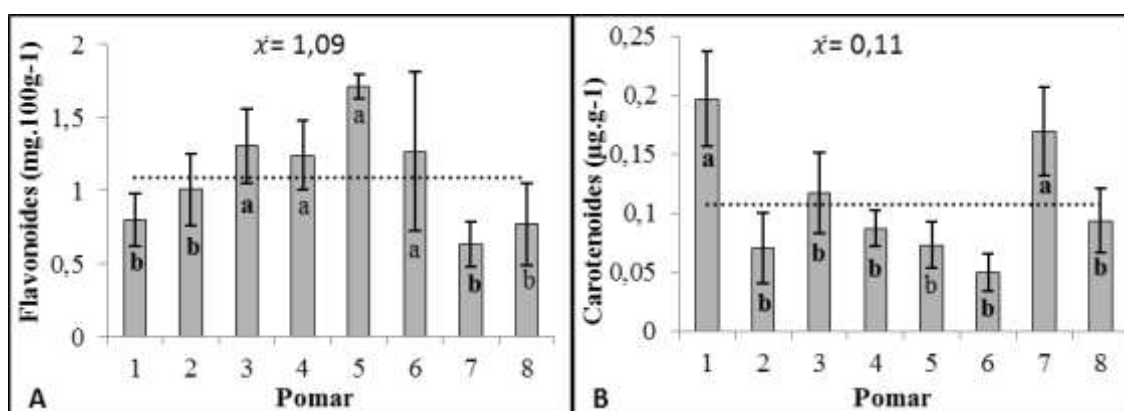 ẋ= 1,09
Flavonoides (mg.100g-1)
2
1,5
1
0,5
0
b
b
a
a
a
a
b
b
1 2 3 4 5 6 7 8
A
Pomar
ẋ= 0,11
Carotenoides (µg.g-1)
0,25
0,2
0,15
0,1
0,05
0
a
b
b
b
b
b
a
b
1 2 3 4 5 6 7 8
B
Pomar